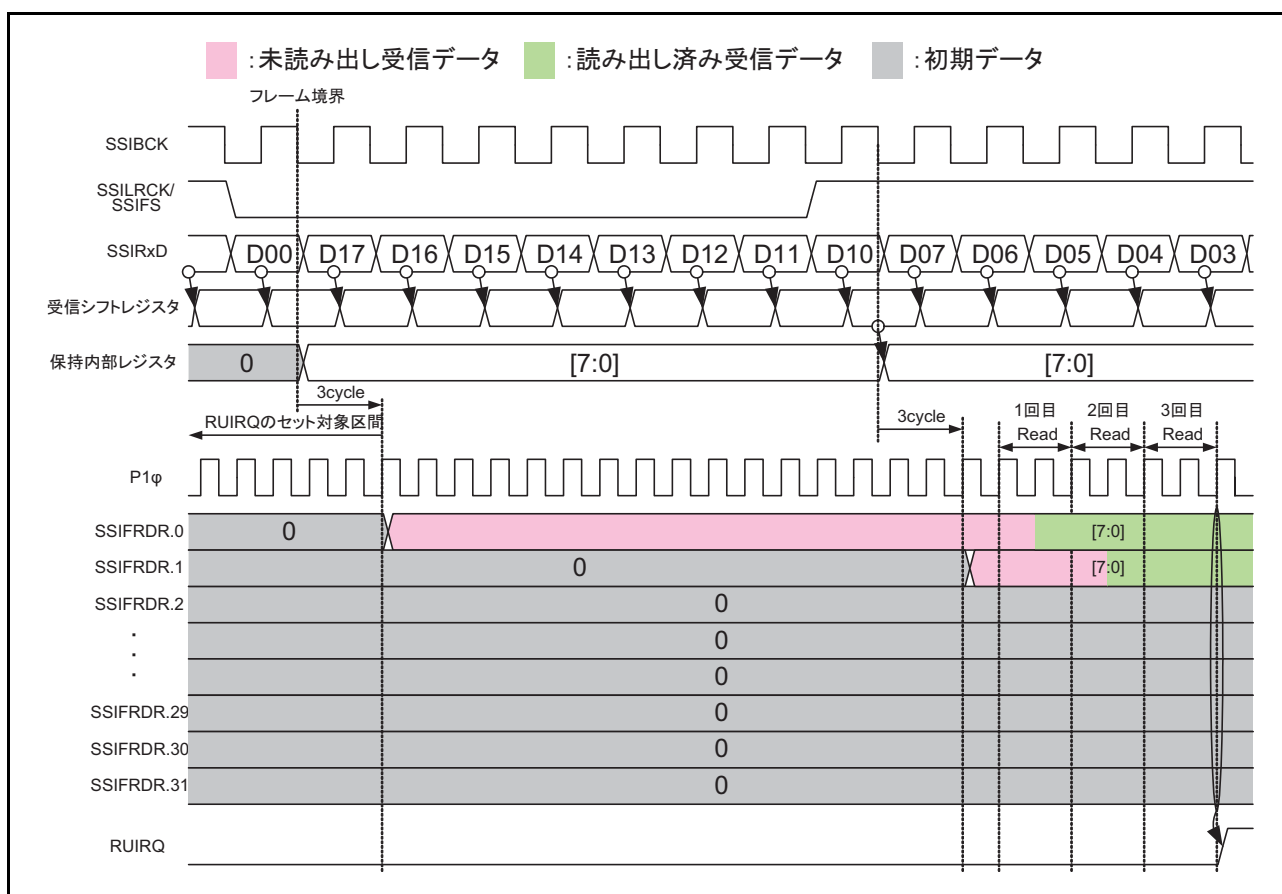 :未読み出し受信データ :読み出し済み受信データ :初期データ
フレーム境界
SSIBCK
SSILRCK/
SSIFS
SSIRxD D00 D17 D16 D15 D14 D13 D12 D11 D10 D07 D06 D05 D04 D03
受信シフトレジスタ
保持内部レジスタ 0 [7:0] [7:0]
3cycle
RUIRQのセット対象区間
3cycle
1回目 2回目 3回目
Read Read Read
P1φ
SSIFRDR.0 0 [7:0]
SSIFRDR.1 0 [7:0]
SSIFRDR.2 0
・ 0
・
・ 0
SSIFRDR.29 0
SSIFRDR.30 0
SSIFRDR.31 0
RUIRQ